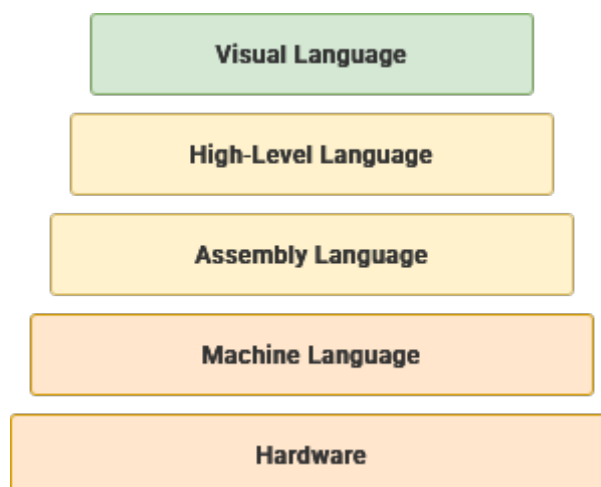 Visual Language
High-Level Language
Assembly Language
Machine Language
Hardware